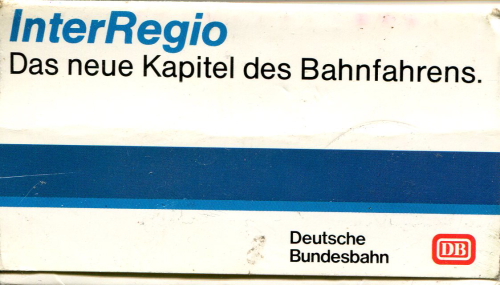 InterRegio
Das neue Kapitel des Bahnfahrens.
Deutsche
Bundesbahn
DB